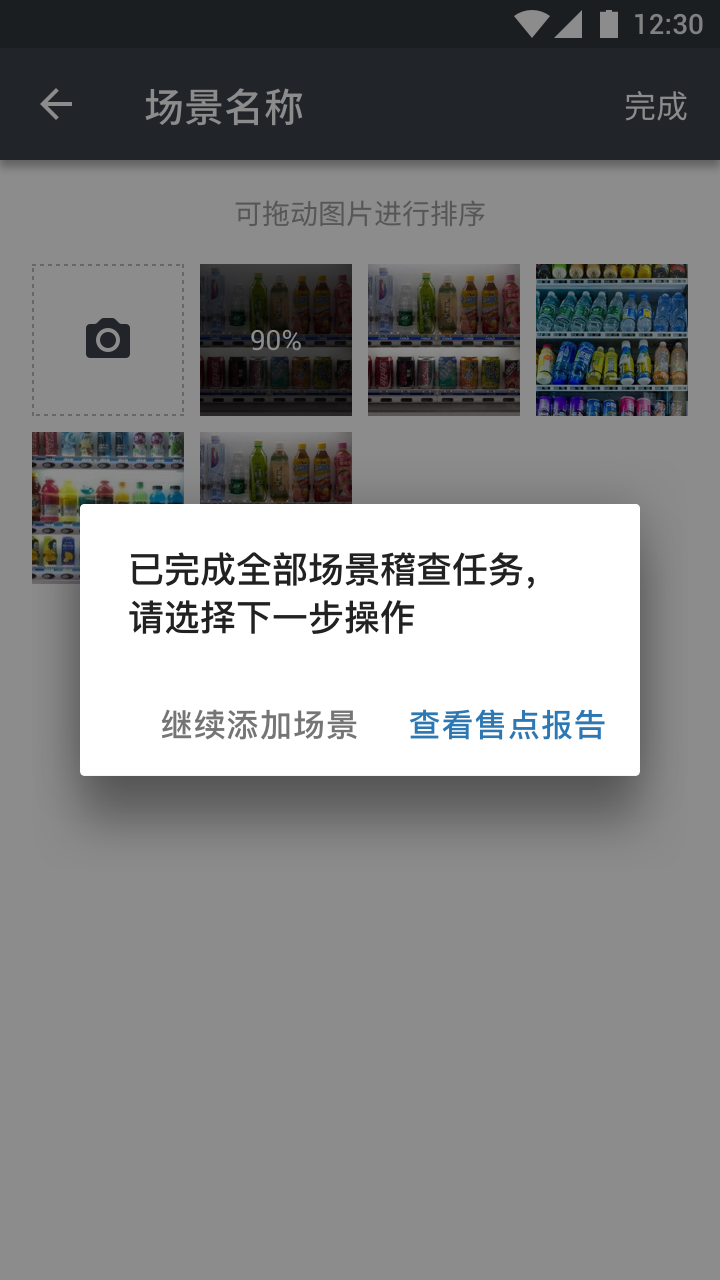 12:30
场景名称
完成
可拖动图片进行排序
90%
已完成全部场景稽查任务，
请选择下一步操作
继续添加场景
查看售点报告